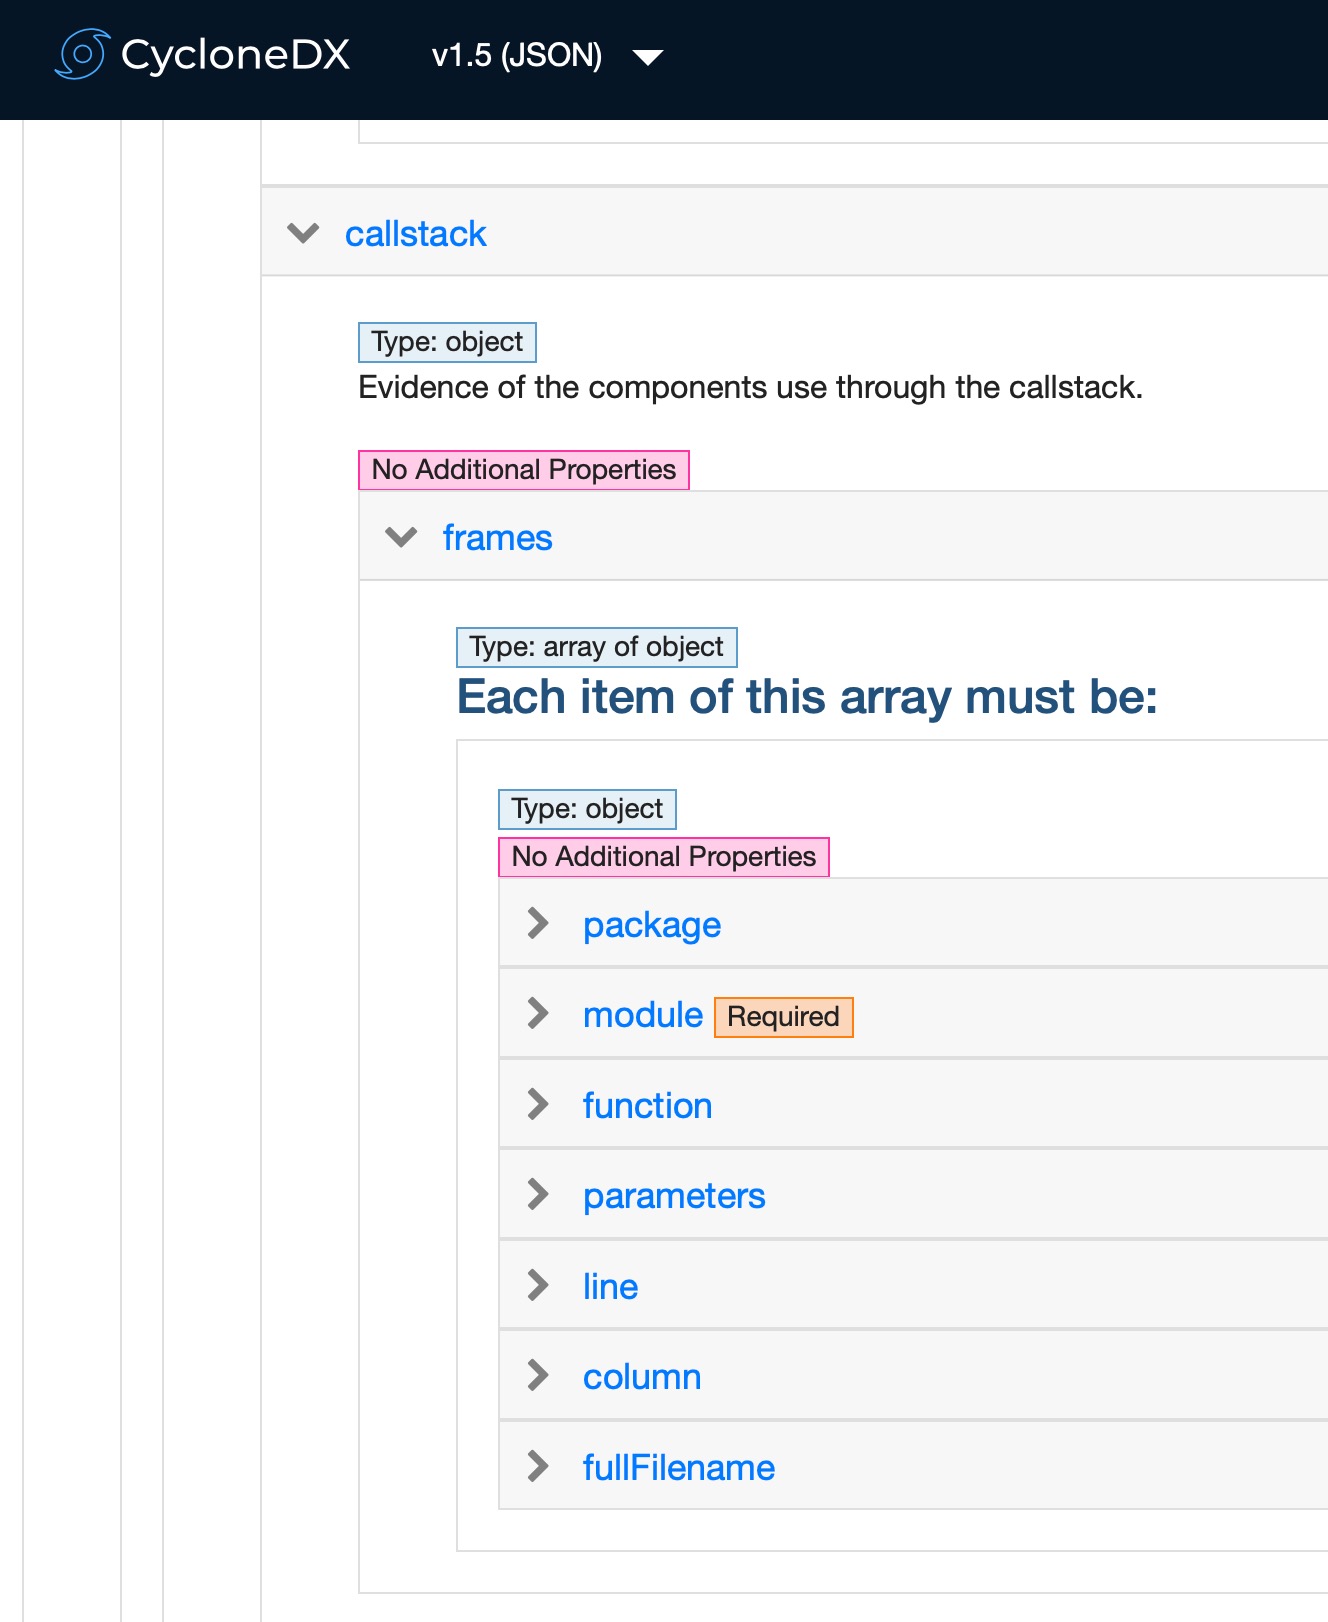 CycloneDX v1.5 (JSON)
callstack
Type: object
Evidence of the components use through the callstack.
No Additional Properties
frames
Type: array of object
Each item of this array must be:
Type: object
No Additional Properties
package
module Required
function
parameters
line
column
fullFilename